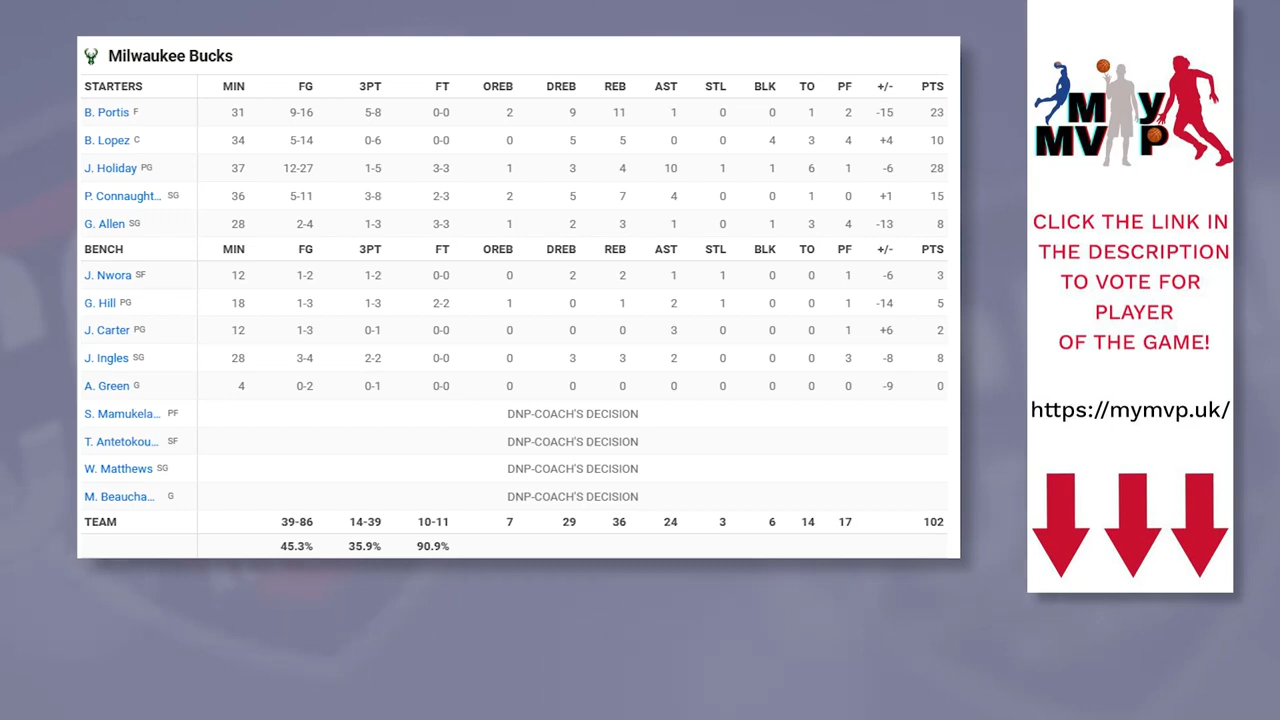 Milwaukee Bucks
STARTERS MIN FG 3PT FT OREB DREB REB AST STL BLK TO PF +/- PTS
B. Portis F 31 9-16 5-8 0-0 2 9 11 1 0 0 1 2 -15 23
B. Lopez C 34 5-14 0-6 0-0 0 5 5 0 0 4 3 4 +4 10
J. Holiday PG 37 12-27 1-5 3-3 1 3 4 10 1 1 6 1 -6 28
P. Connaught... SG 36 5-11 3-8 2-3 2 5 7 4 0 0 1 0 +1 15
G. Allen SG 28 2-4 1-3 3-3 1 2 3 1 0 1 3 4 -13 8
BENCH MIN FG 3PT FT OREB DREB REB AST STL BLK TO PF +/- PTS
J. Nwora SF 12 1-2 1-2 0-0 0 2 2 1 1 0 0 1 -6 3
G. Hill PG 18 1-3 1-3 2-2 1 0 1 2 1 0 0 1 -14 5
J. Carter PG 12 1-3 0-1 0-0 0 0 0 3 0 0 0 1 +6 2
J. Ingles SG 28 3-4 2-2 0-0 0 3 3 2 0 0 0 3 -8 8
A. Green G 4 0-2 0-1 0-0 0 0 0 0 0 0 0 0 -9 0
S. Mamukela... PF DNP-COACH'S DECISION
T. Antetokou... SF DNP-COACH'S DECISION
W. Matthews SG DNP-COACH'S DECISION
M. Beaucha... G DNP-COACH'S DECISION
TEAM 39-86 14-39 10-11 7 29 36 24 3 6 14 17 102
45.3% 35.9% 90.9%
My
MVP
CLICK THE LINK IN
THE DESCRIPTION
TO VOTE FOR
PLAYER
OF THE GAME!
https://mymvp.uk/